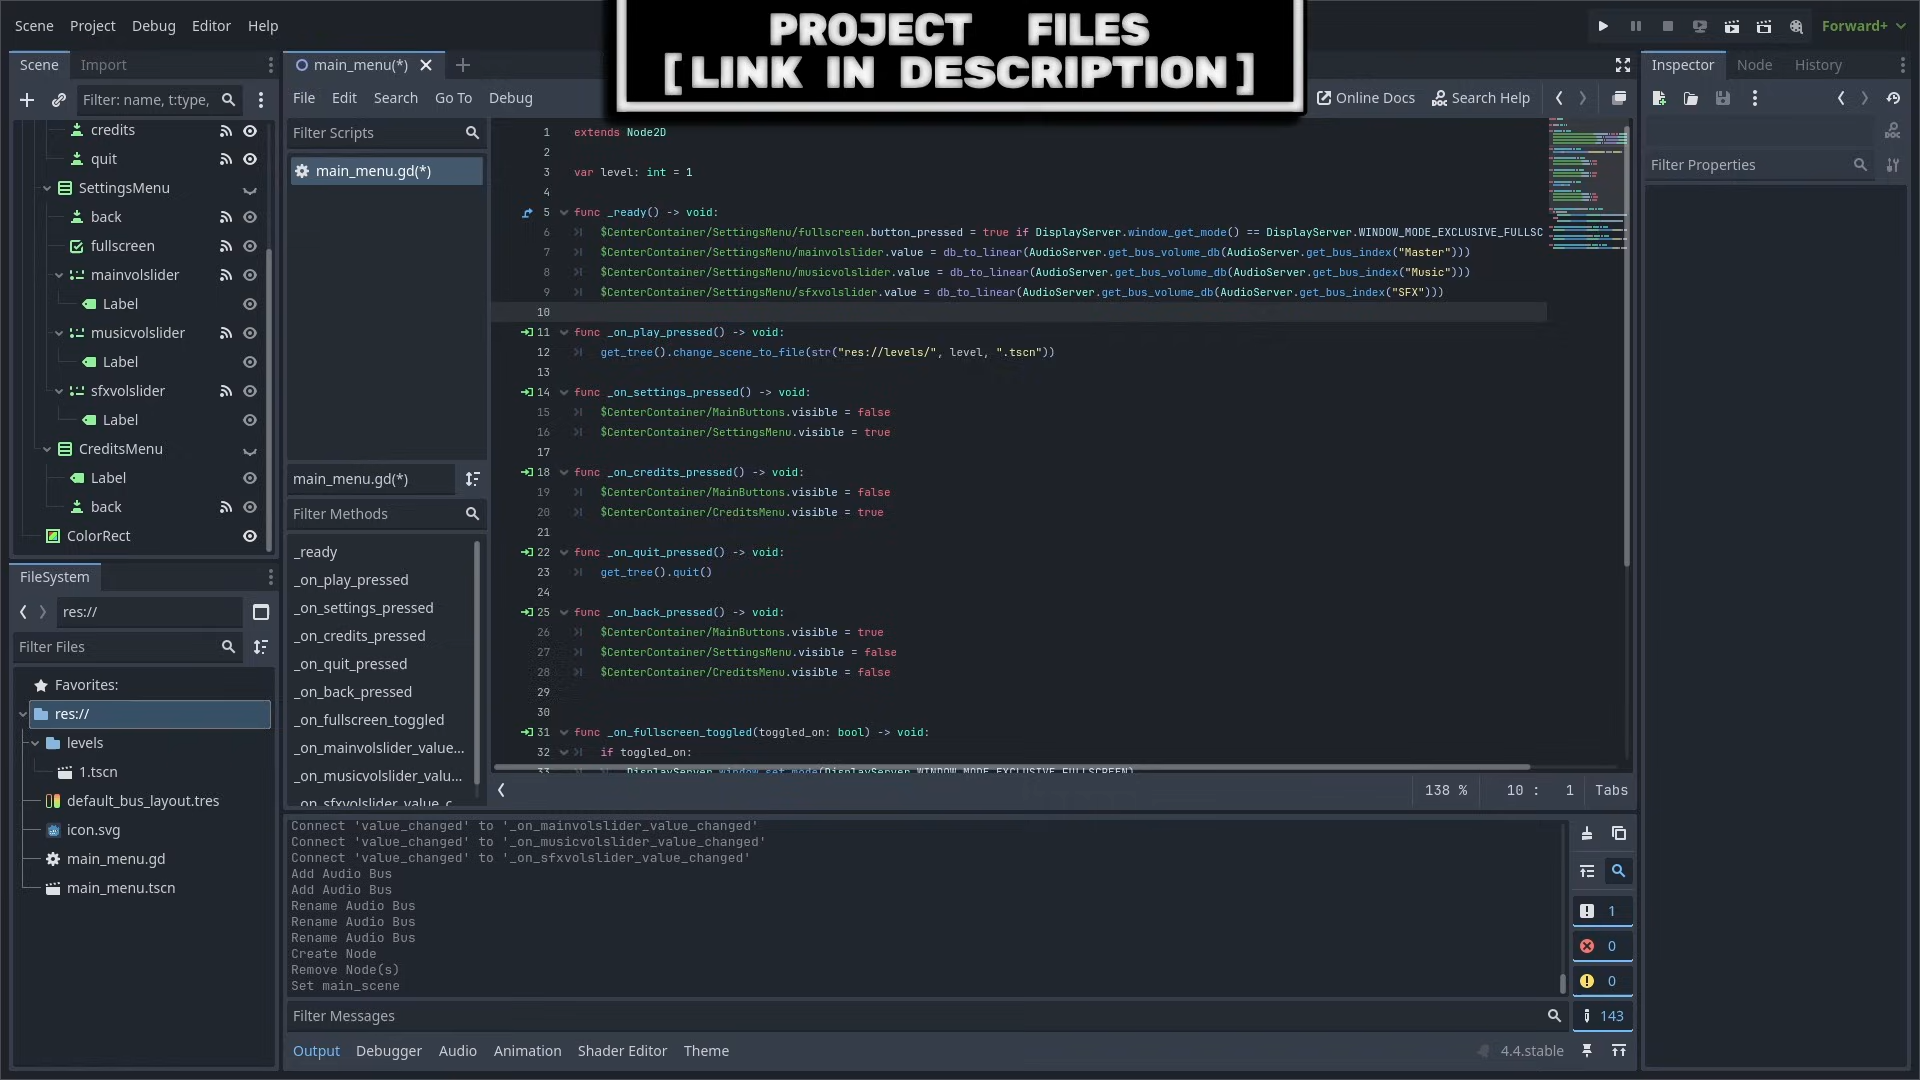 Scene Project Debug Editor Help
PROJECT FILES
[LINK IN DESCRIPTION]
Forward+
Scene Import
Filter: name, t:type,
credits
quit
SettingsMenu
back
fullscreen
mainvolslider
Label
musicvolslider
Label
sfxvolslider
Label
CreditsMenu
Label
back
ColorRect
FileSystem
res://
Filter Files
Favorites:
res://
levels
1.tscn
default_bus_layout.tres
icon.svg
main_menu.gd
main_menu.tscn
main_menu(*)
File Edit Search Go To Debug
Online Docs Search Help
Filter Scripts
main_menu.gd(*)
main_menu.gd(*)
Filter Methods
_ready
_on_play_pressed
_on_settings_pressed
_on_credits_pressed
_on_quit_pressed
_on_back_pressed
_on_fullscreen_toggled
_on_mainvolslider_value...
_on_musicvolslider_valu...
_on_sfxvolslider_value_c
1 extends Node2D
2
3 var level: int = 1
4
5 func _ready() -> void:
6 $CenterContainer/SettingsMenu/fullscreen.button_pressed = true if DisplayServer.window_get_mode() == DisplayServer.WINDOW_MODE_EXCLUSIVE_FULLSC
7 $CenterContainer/SettingsMenu/mainvolslider.value = db_to_linear(AudioServer.get_bus_volume_db(AudioServer.get_bus_index("Master")))
8 $CenterContainer/SettingsMenu/musicvolslider.value = db_to_linear(AudioServer.get_bus_volume_db(AudioServer.get_bus_index("Music")))
9 $CenterContainer/SettingsMenu/sfxvolslider.value = db_to_linear(AudioServer.get_bus_volume_db(AudioServer.get_bus_index("SFX")))
10
11 func _on_play_pressed() -> void:
12 get_tree().change_scene_to_file(str("res://levels/", level, ".tscn"))
13
14 func _on_settings_pressed() -> void:
15 $CenterContainer/MainButtons.visible = false
16 $CenterContainer/SettingsMenu.visible = true
17
18 func _on_credits_pressed() -> void:
19 $CenterContainer/MainButtons.visible = false
20 $CenterContainer/CreditsMenu.visible = true
21
22 func _on_quit_pressed() -> void:
23 get_tree().quit()
24
25 func _on_back_pressed() -> void:
26 $CenterContainer/MainButtons.visible = true
27 $CenterContainer/SettingsMenu.visible = false
28 $CenterContainer/CreditsMenu.visible = false
29
30
31 func _on_fullscreen_toggled(toggled_on: bool) -> void:
32 if toggled_on:
33 DisplayServer.window_set_mode(DisplayServer.WINDOW_MODE_EXCLUSIVE_FULLSCREEN)
138 % 10 : 1 Tabs
Connect 'value_changed' to '_on_mainvolslider_value_changed'
Connect 'value_changed' to '_on_musicvolslider_value_changed'
Connect 'value_changed' to '_on_sfxvolslider_value_changed'
Add Audio Bus
Add Audio Bus
Rename Audio Bus
Rename Audio Bus
Rename Audio Bus
Create Node
Remove Node(s)
Set main_scene
1
0
0
143
Filter Messages
Output Debugger Audio Animation Shader Editor Theme
4.4.stable
Inspector Node History
Filter Properties